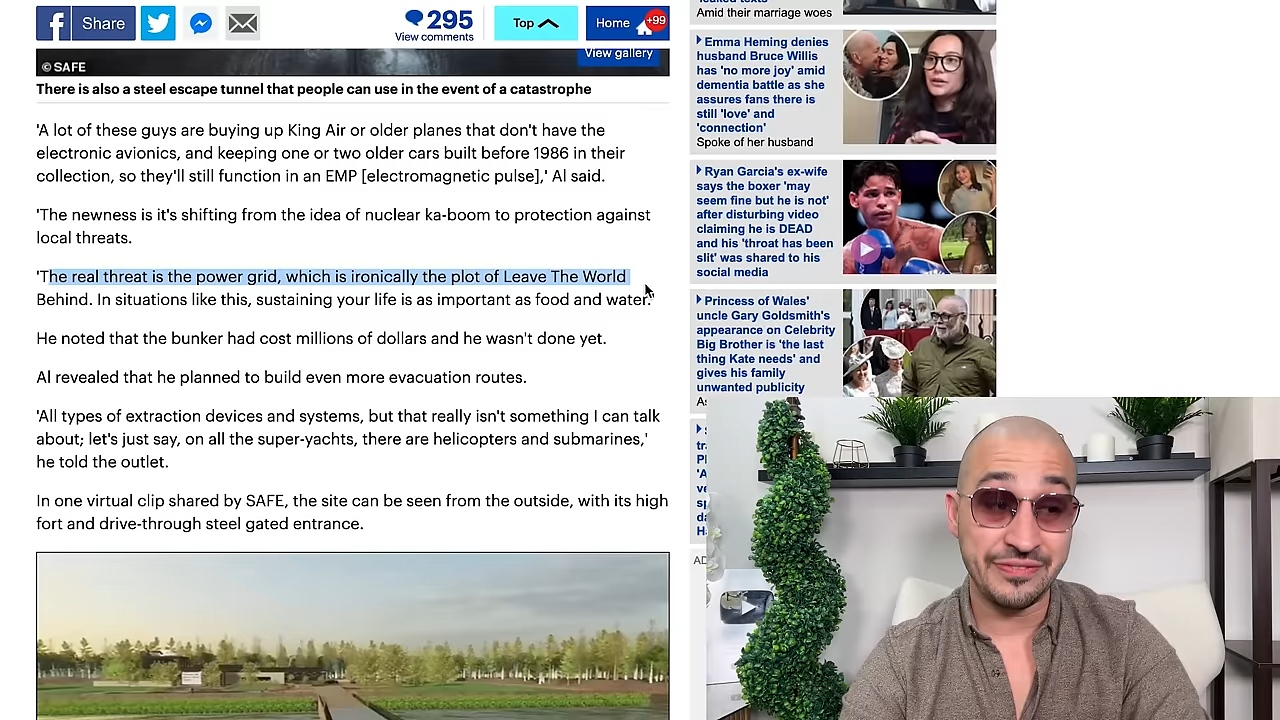 Share
295
View comments
Top
Home
+99
View gallery
© SAFE
There is also a steel escape tunnel that people can use in the event of a catastrophe
'A lot of these guys are buying up King Air or older planes that don't have the
electronic avionics, and keeping one or two older cars built before 1986 in their
collection, so they'll still function in an EMP [electromagnetic pulse],' Al said.
'The newness is it's shifting from the idea of nuclear ka-boom to protection against
local threats.
'The real threat is the power grid, which is ironically the plot of Leave The World
Behind. In situations like this, sustaining your life is as important as food and water.'
He noted that the bunker had cost millions of dollars and he wasn't done yet.
Al revealed that he planned to build even more evacuation routes.
'All types of extraction devices and systems, but that really isn't something I can talk
about; let's just say, on all the super-yachts, there are helicopters and submarines,'
he told the outlet.
In one virtual clip shared by SAFE, the site can be seen from the outside, with its high
fort and drive-through steel gated entrance.
Amid their marriage woes
Emma Heming denies
husband Bruce Willis
has 'no more joy' amid
dementia battle as she
assures fans there is
still 'love' and
'connection'
Spoke of her husband
Ryan Garcia's ex-wife
says the boxer 'may
seem fine but he is not'
after disturbing video
claiming he is DEAD
and his 'throat has been
slit' was shared to his
social media
Princess of Wales'
uncle Gary Goldsmith's
appearance on Celebrity
Big Brother is 'the last
thing Kate needs' and
gives his family
unwanted publicity